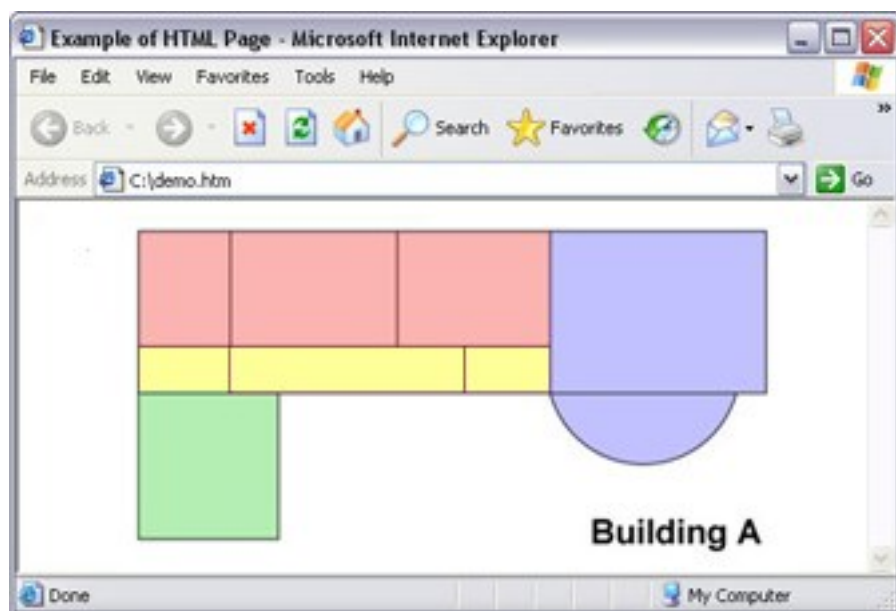 Example of HTML Page - Microsoft Internet Explorer
File Edit View Favorites Tools Help
Back Search Favorites »
Address C:\demo.htm Go
Building A
Done My Computer